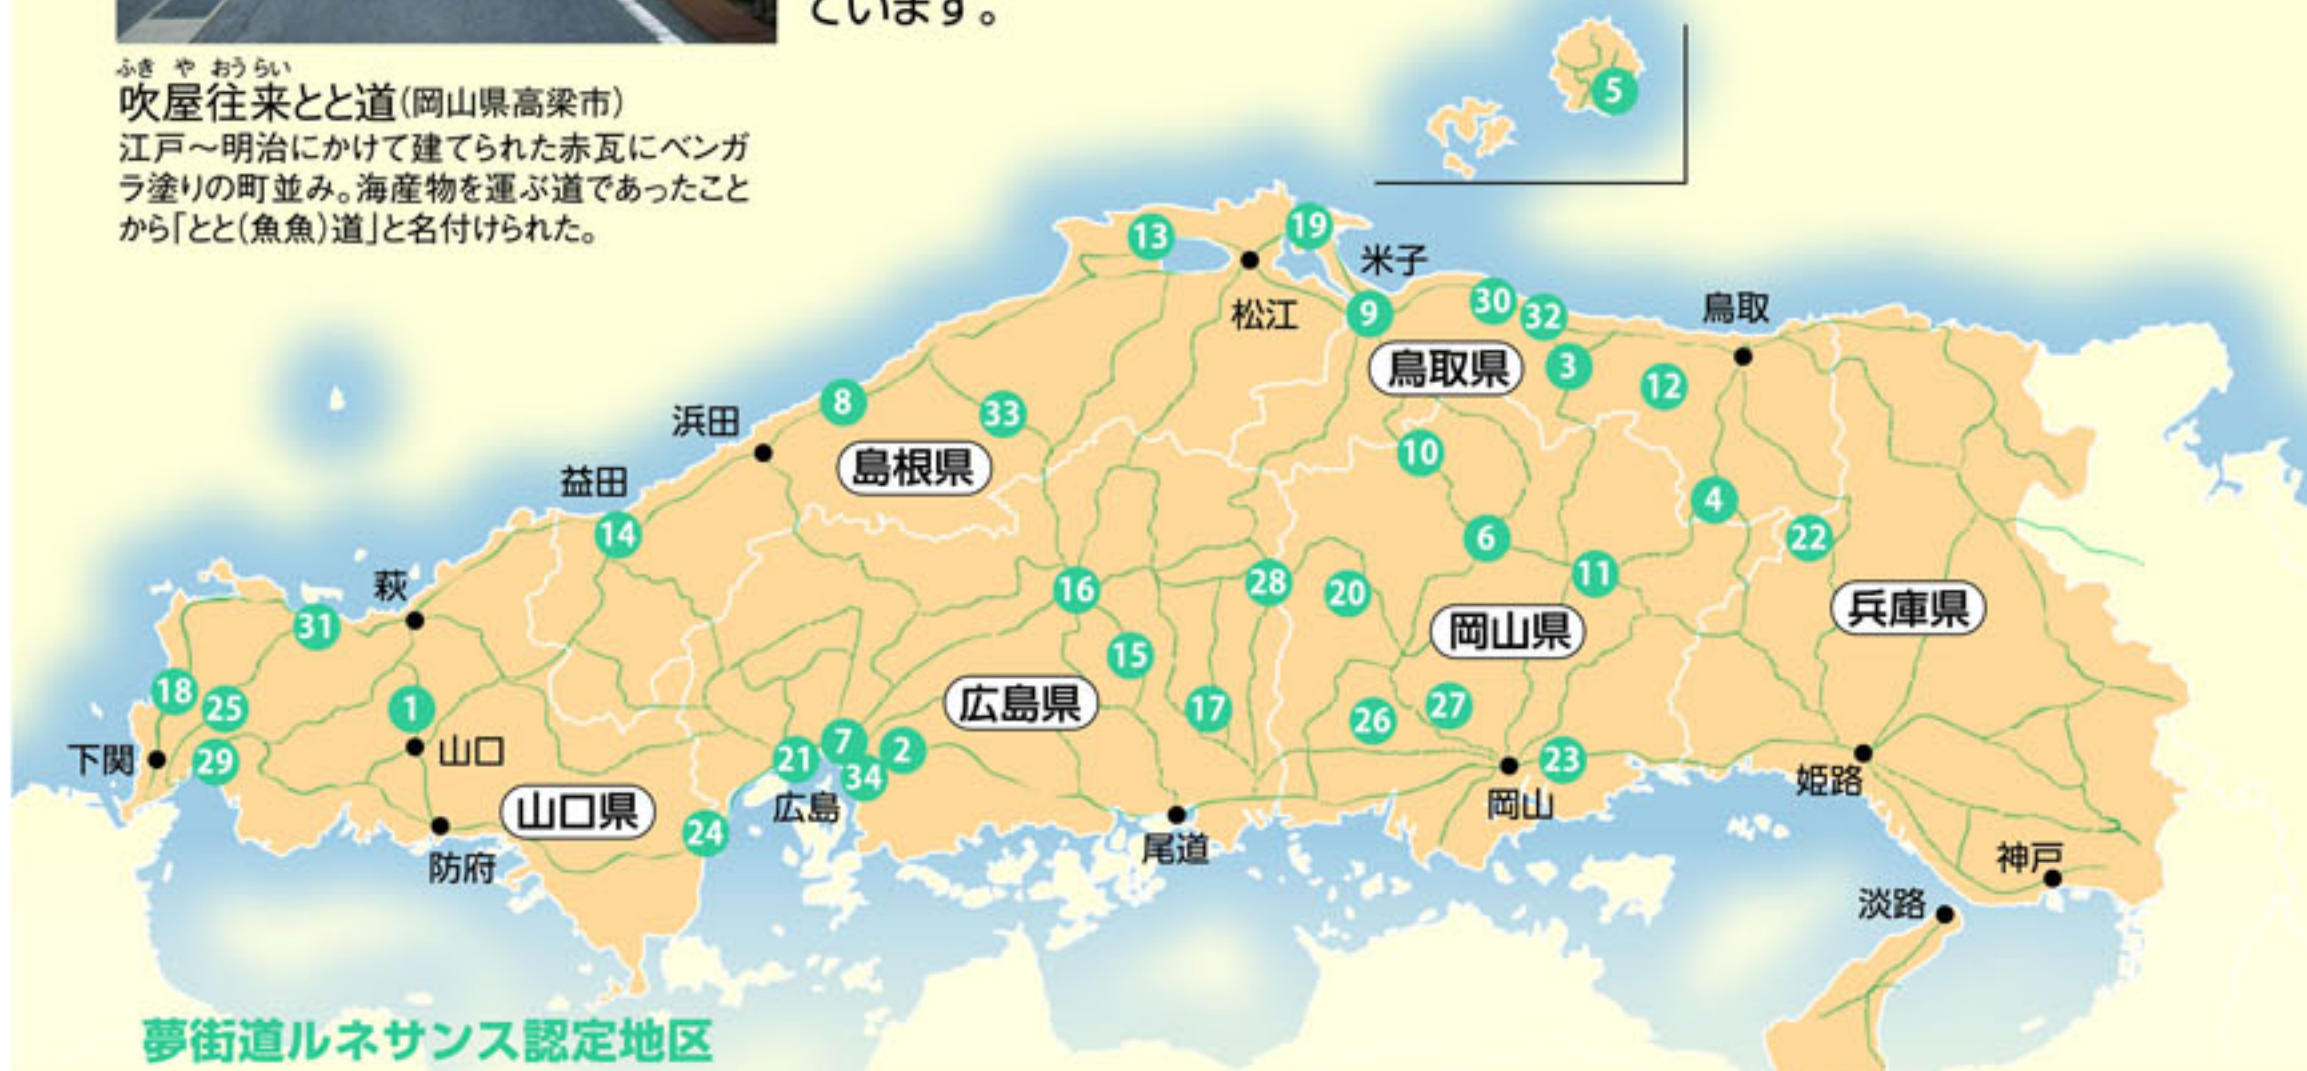 ています。
ふき や おうらい
吹屋往来とと道(岡山県高梁市)
江戸～明治にかけて建てられた赤瓦にベンガ
ラ塗りの町並み。海産物を運ぶ道であったこと
から「とと(魚魚)道」と名付けられた。
5
13
19
米子
松江
9
30
32
鳥取
鳥取県
3
12
8
33
浜田
島根県
10
益田
14
4
6
22
萩
16
28
20
11
兵庫県
31
岡山県
15
18
25
1
広島県
17
26
27
下関
29
山口
21
7
2
34
23
広島
姫路
山口県
24
岡山
防府
尾道
神戸
淡路
夢街道ルネサンス認定地区